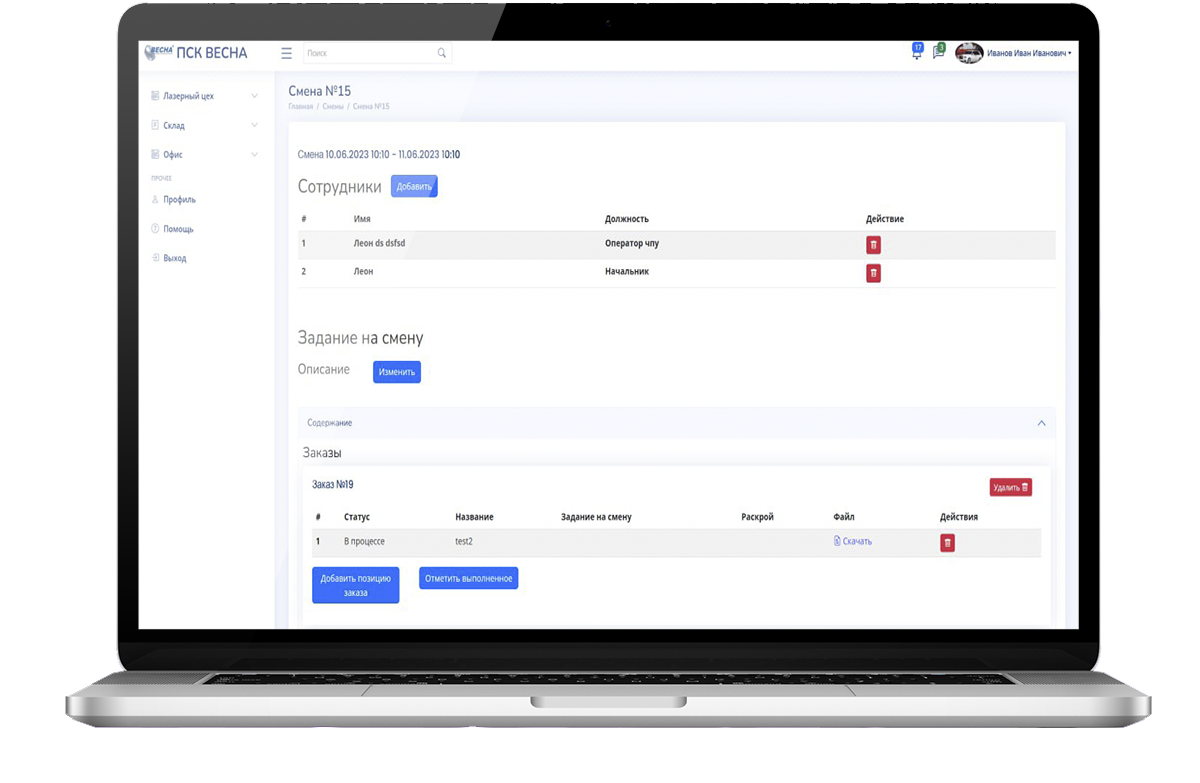 ВЕСНА ПСК ВЕСНА
Поиск
17
3
Иванов Иван Иванович
Лазерный цех
Склад
Офис
ПРОЧЕЕ
Профиль
Помощь
Выход
Смена №15
Главная / Смены / Смена №15
Смена 10.06.2023 10:10 - 11.06.2023 10:10
Сотрудники Добавить
# Имя Должность Действие
1 Леон ds dsfsd Оператор чпу
2 Леон Начальник
Задание на смену
Описание Изменить
Содержание
Заказы
Заказ №19 Удалить
# Статус Название Задание на смену Раскрой Файл Действия
1 В процессе test2 Скачать
Добавить позицию
заказа
Отметить выполненное